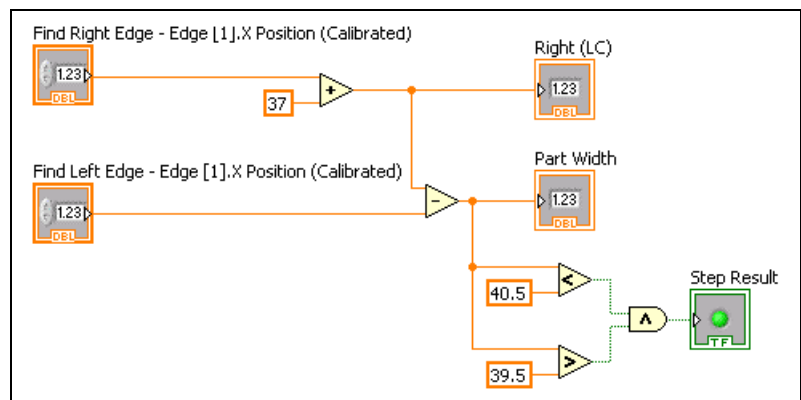 Find Right Edge - Edge [1].X Position (Calibrated)
1.23
DBL
37
+
Right (LC)
1.23
DBL
Find Left Edge - Edge [1].X Position (Calibrated)
1.23
DBL
-
Part Width
1.23
DBL
40.5
<
39.5
>
∧
Step Result
TF